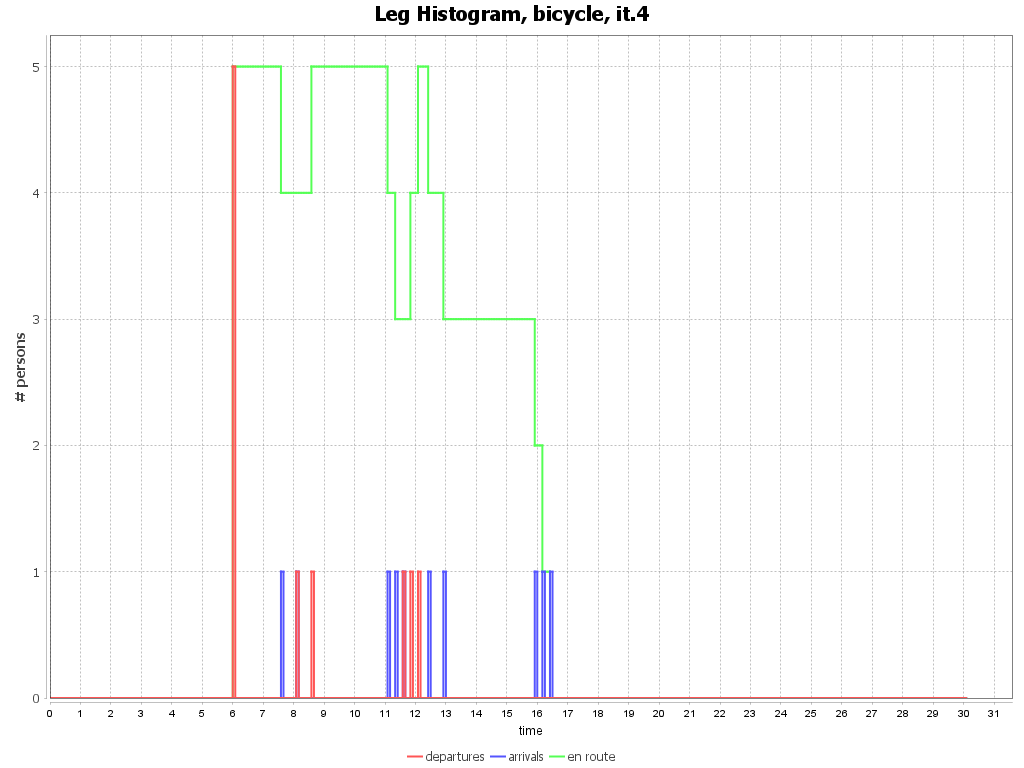 Leg Histogram, bicycle, it.4
5
4
3
2
1
0
# persons
0 1 2 3 4 5 6 7 8 9 10 11 12 13 14 15 16 17 18 19 20 21 22 23 24 25 26 27 28 29 30 31
time
departures arrivals en route